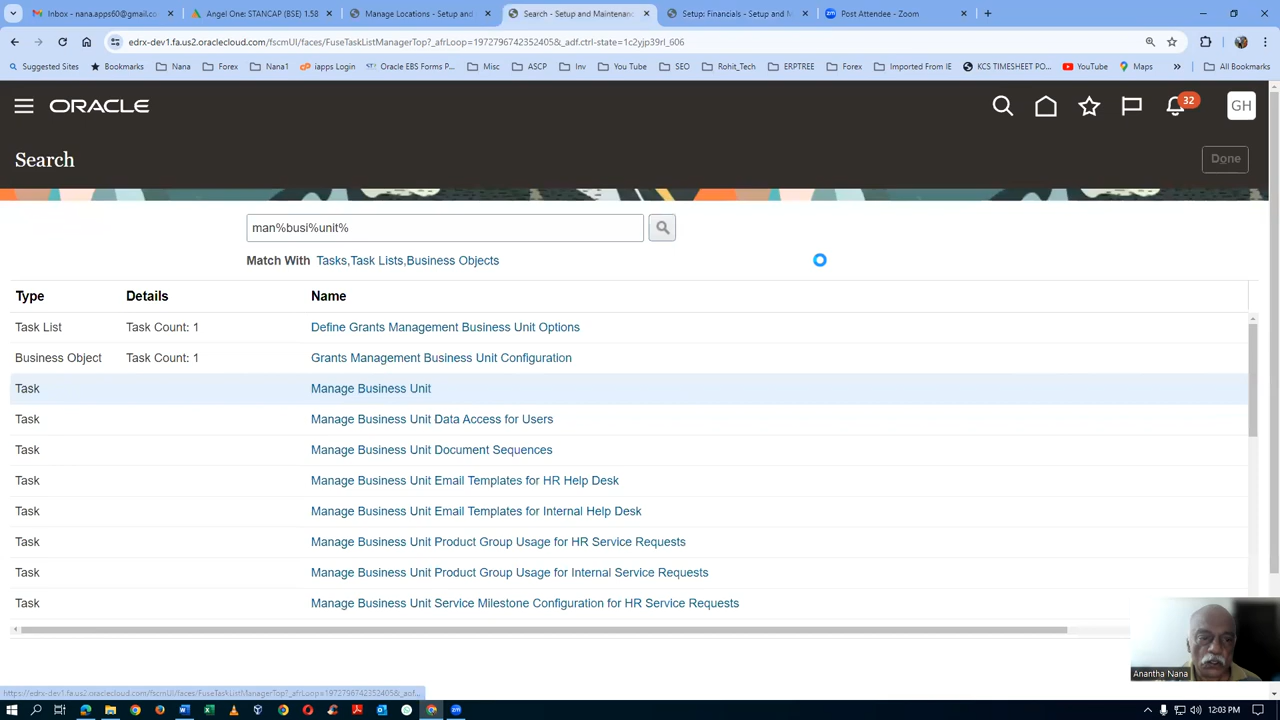 Inbox - nana.apps60@gmail.co
Angel One: STANCAP (BSE) 1.58
Manage Locations - Setup and
Search - Setup and Maintenanc
Setup: Financials - Setup and M
Post Attendee - Zoom
edrx-dev1.fa.us2.oraclecloud.com/fscmUI/faces/FuseTaskListManagerTop?_afrLoop=19727967423524058&_adf.ctrl-state=1c2yjp39rl_606
Suggested Sites
Bookmarks
Nana
Forex
Nana1
iapps Login
Oracle EBS Forms P...
Misc
ASCP
Inv
You Tube
SEO
Rohit_Tech
ERPTREE
Forex
Imported From IE
KCS TIMESHEET PO...
YouTube
Maps
»
All Bookmarks
ORACLE
32
GH
Search
Done
man%busi%unit%
Match With Tasks,Task Lists,Business Objects
Type Details Name
Task List Task Count: 1 Define Grants Management Business Unit Options
Business Object Task Count: 1 Grants Management Business Unit Configuration
Task Manage Business Unit
Task Manage Business Unit Data Access for Users
Task Manage Business Unit Document Sequences
Task Manage Business Unit Email Templates for HR Help Desk
Task Manage Business Unit Email Templates for Internal Help Desk
Task Manage Business Unit Product Group Usage for HR Service Requests
Task Manage Business Unit Product Group Usage for Internal Service Requests
Task Manage Business Unit Service Milestone Configuration for HR Service Requests
Anantha Nana
12:03 PM